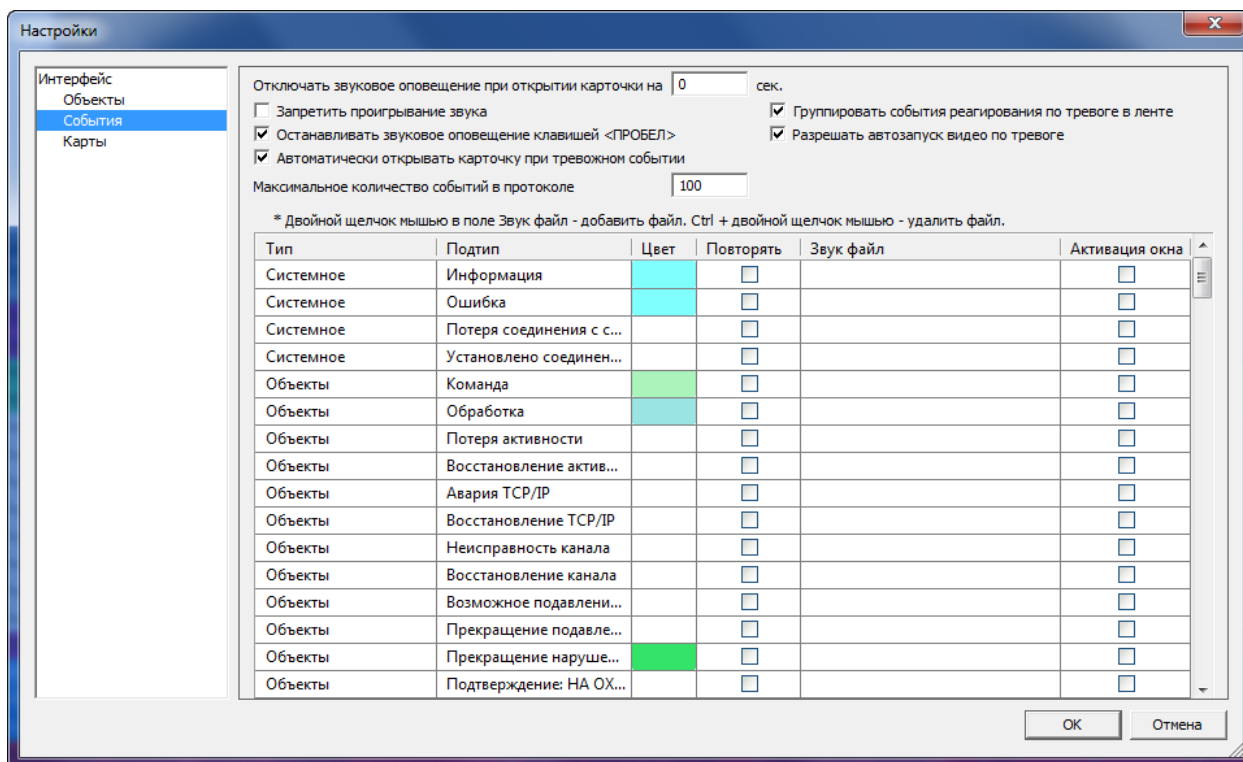 Настройки
Интерфейс
Объекты
События
Карты
Отключать звуковое оповещение при открытии карточки на 0 сек.
Запретить проигрывание звука
Группировать события реагирования по тревоге в ленте
Останавливать звуковое оповещение клавишей <ПРОБЕЛ>
Разрешать автозапуск видео по тревоге
Автоматически открывать карточку при тревожном событии
Максимальное количество событий в протоколе 100
* Двойной щелчок мышью в поле Звук файл - добавить файл. Ctrl + двойной щелчок мышью - удалить файл.
Тип Подтип Цвет Повторять Звук файл Активация окна
Системное Информация
Системное Ошибка
Системное Потеря соединения с с...
Системное Установлено соединен...
Объекты Команда
Объекты Обработка
Объекты Потеря активности
Объекты Восстановление актив...
Объекты Авария TCP/IP
Объекты Восстановление TCP/IP
Объекты Неисправность канала
Объекты Восстановление канала
Объекты Возможное подавлени...
Объекты Прекращение подавле...
Объекты Прекращение наруше...
Объекты Подтверждение: НА ОХ...
OK Отмена